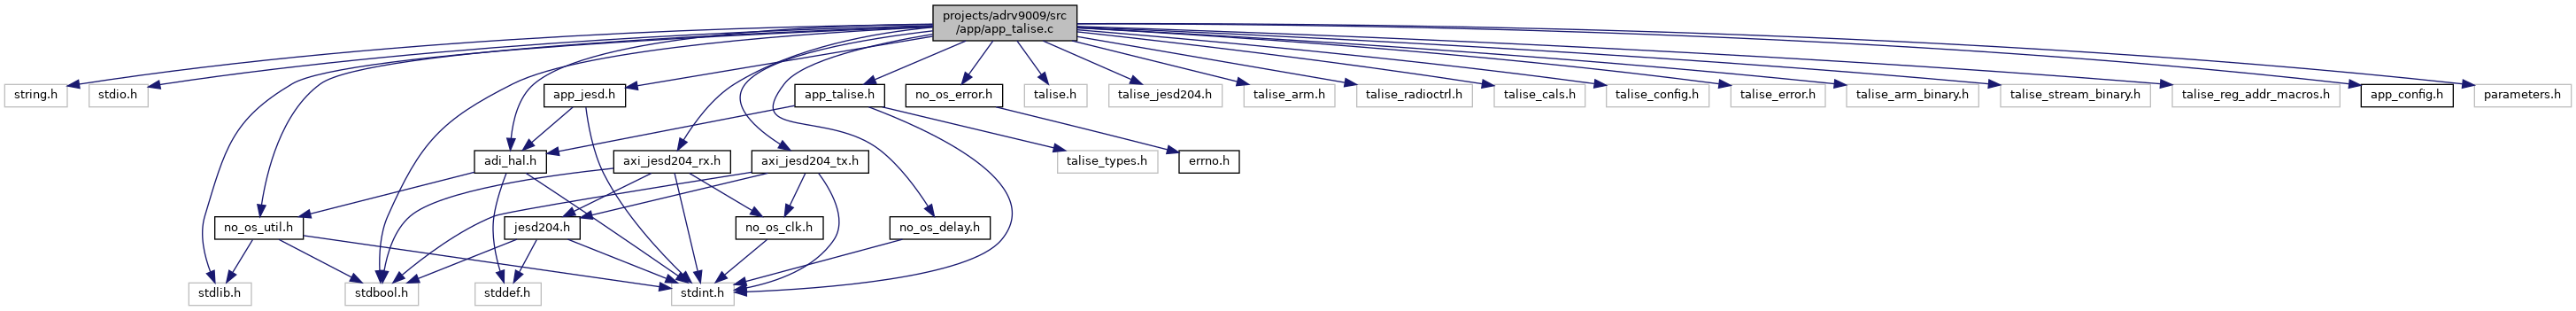 projects/adrv9009/src
/app/app_talise.c
string.h
stdio.h
app_jesd.h
app_talise.h
no_os_error.h
talise.h
talise_jesd204.h
talise_arm.h
talise_radioctrl.h
talise_cals.h
talise_config.h
talise_error.h
talise_arm_binary.h
talise_stream_binary.h
talise_reg_addr_macros.h
app_config.h
parameters.h
adi_hal.h
axi_jesd204_rx.h
axi_jesd204_tx.h
talise_types.h
errno.h
no_os_util.h
jesd204.h
no_os_clk.h
no_os_delay.h
stdlib.h
stdbool.h
stddef.h
stdint.h